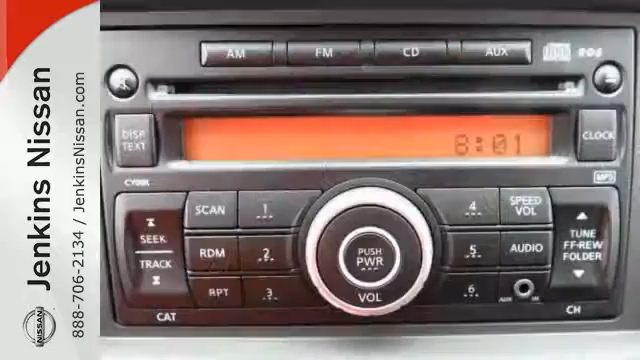 Jenkins Nissan
888-706-2134 / JenkinsNissan.com
NISSAN
AM
FM
CD
AUX
DISP
TEXT
8:01
CLOCK
MP3
SCAN
1
4
SPEED
VOL
SEEK
TRACK
RDM
2
PUSH
PWR
VOL
5
AUDIO
TUNE
FF·REW
FOLDER
RPT
3
6
AUX IN
CAT
CH